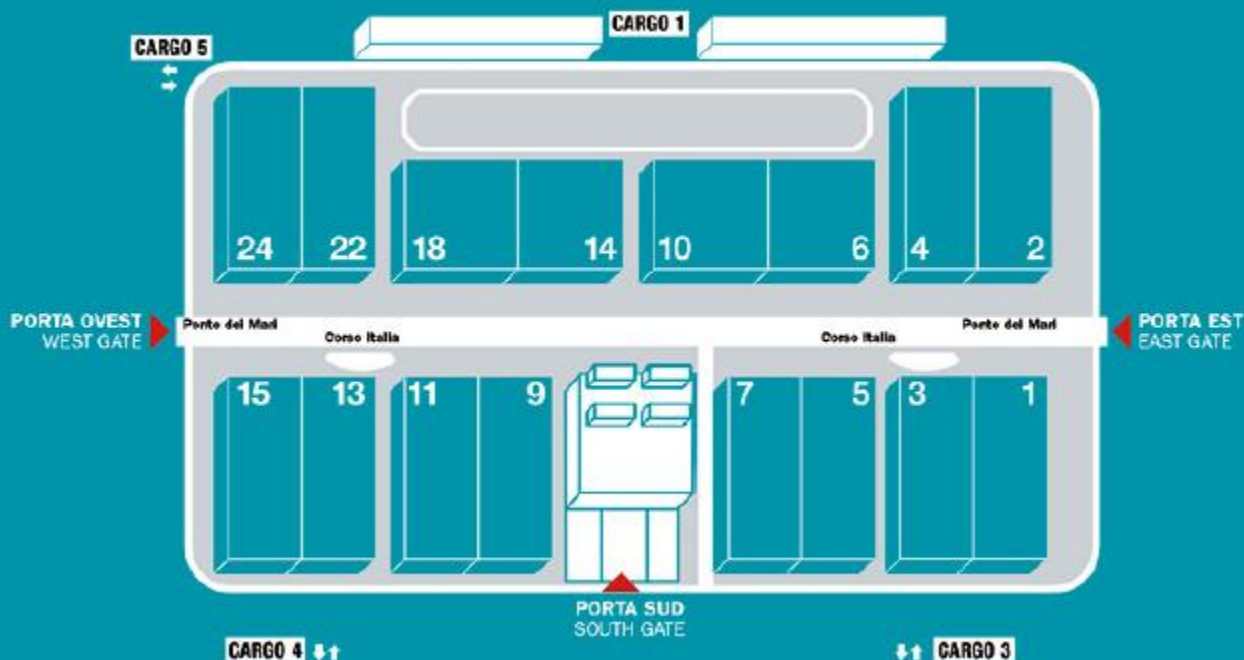 CARGO 1
CARGO 5
24 22 18 14 10 6 4 2
PORTA OVEST
WEST GATE
Ponte dei Mari
Corso Italia
Corso Italia
Ponte dei Mari
PORTA EST
EAST GATE
15 13 11 9 7 5 3 1
PORTA SUD
SOUTH GATE
CARGO 4
CARGO 3